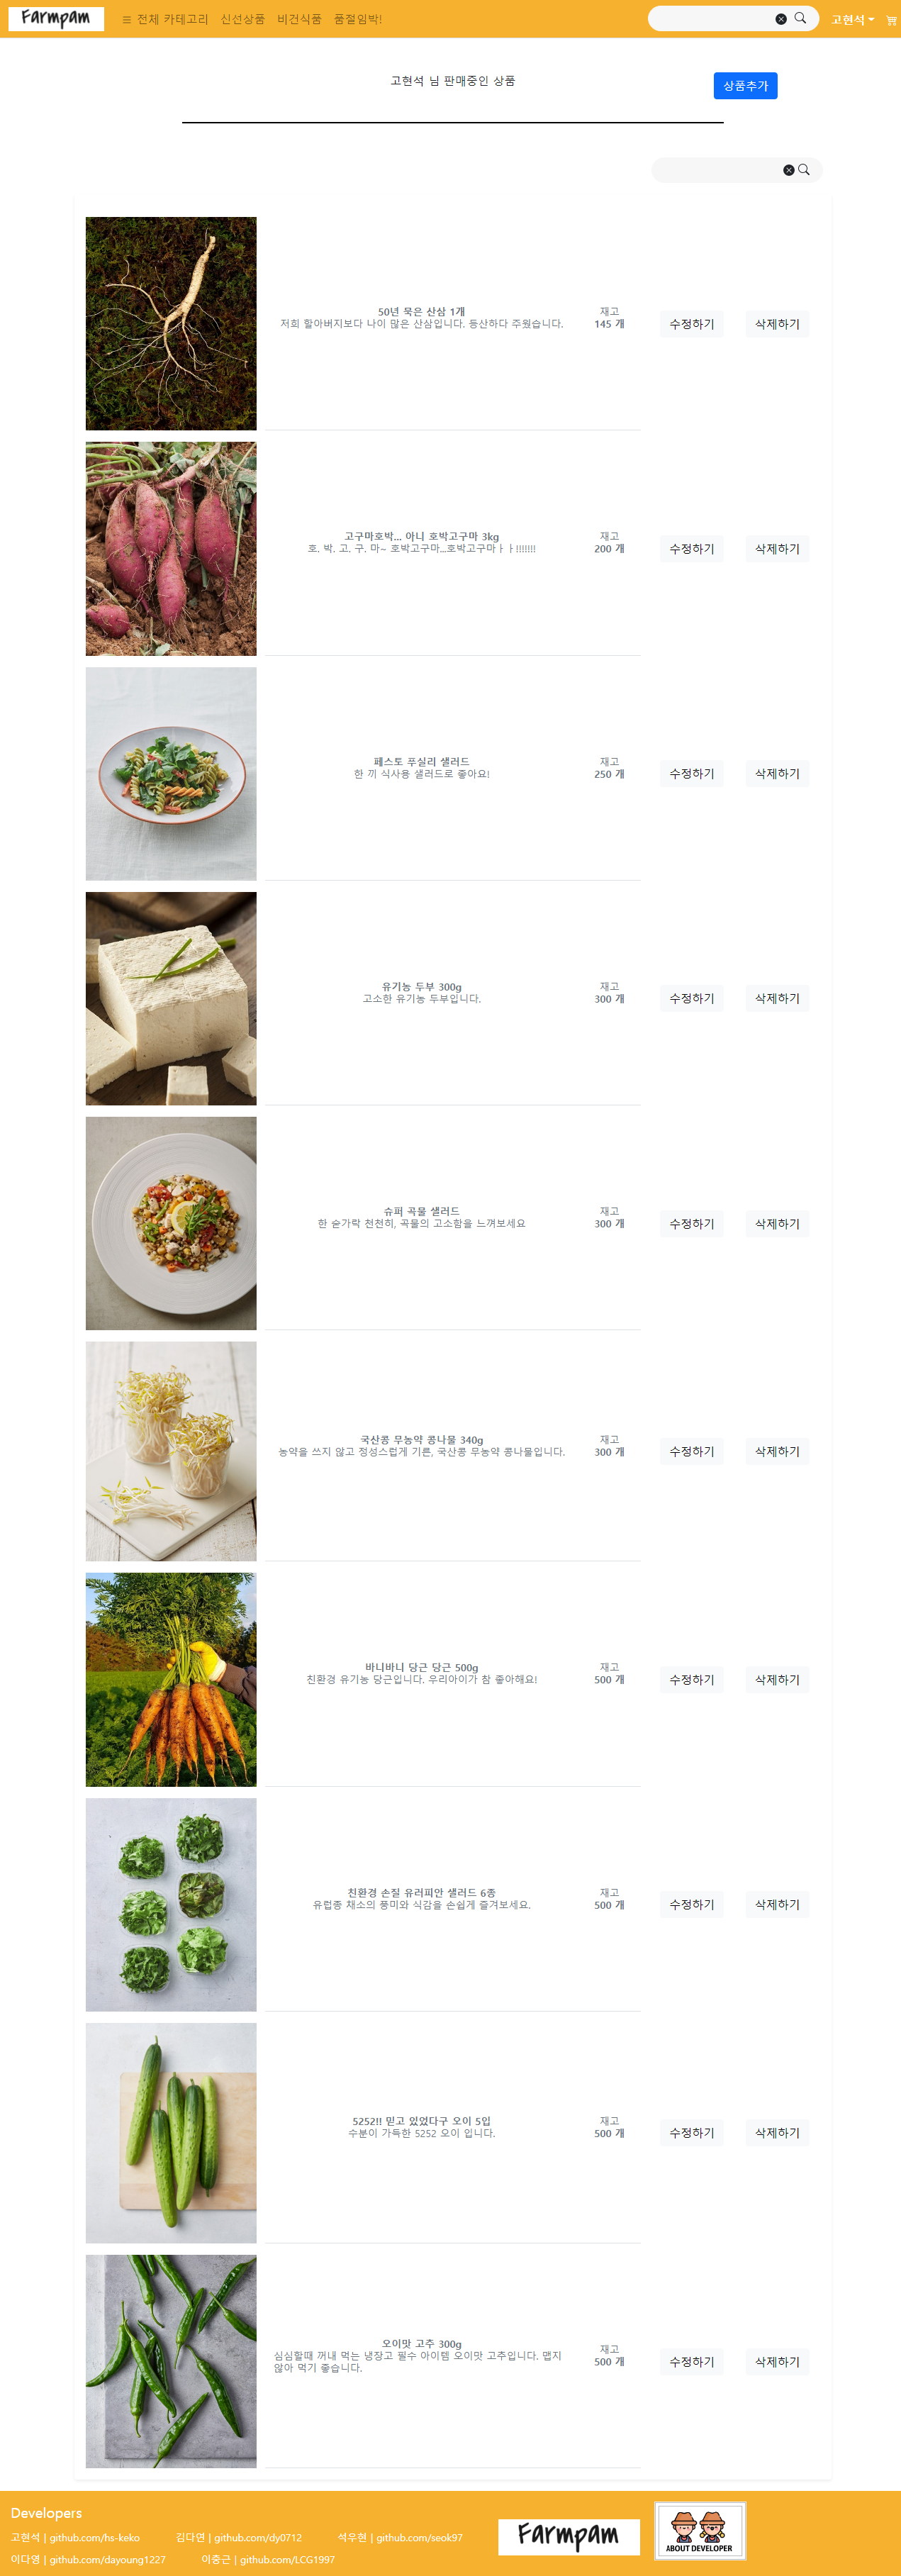 Farmpam
전체 카테고리 신선상품 비건식품 품절임박!
고현석
고현석 님 판매중인 상품
상품추가
50년 묵은 산삼 1개
저희 할아버지보다 나이 많은 산삼입니다. 등산하다 주웠습니다.
재고
145 개
수정하기 삭제하기
고구마호박... 아니 호박고구마 3kg
호. 박. 고. 구. 마~ 호박고구마...호박고구마ㅏㅏ!!!!!!!
재고
200 개
수정하기 삭제하기
페스토 푸실리 샐러드
한 끼 식사용 샐러드로 좋아요!
재고
250 개
수정하기 삭제하기
유기농 두부 300g
고소한 유기농 두부입니다.
재고
300 개
수정하기 삭제하기
슈퍼 곡물 샐러드
한 숟가락 천천히, 곡물의 고소함을 느껴보세요
재고
300 개
수정하기 삭제하기
국산콩 무농약 콩나물 340g
농약을 쓰지 않고 정성스럽게 기른, 국산콩 무농약 콩나물입니다.
재고
300 개
수정하기 삭제하기
바니바니 당근 당근 500g
친환경 유기농 당근입니다. 우리아이가 참 좋아해요!
재고
500 개
수정하기 삭제하기
친환경 손질 유러피안 샐러드 6종
유럽종 채소의 풍미와 식감을 손쉽게 즐겨보세요.
재고
500 개
수정하기 삭제하기
5252!! 믿고 있었다구 오이 5입
수분이 가득한 5252 오이 입니다.
재고
500 개
수정하기 삭제하기
오이맛 고추 300g
심심할때 꺼내 먹는 냉장고 필수 아이템 오이맛 고추입니다. 맵지
않아 먹기 좋습니다.
재고
500 개
수정하기 삭제하기
Developers
고현석 | github.com/hs-keko 김다연 | github.com/dy0712 석우현 | github.com/seok97
이다영 | github.com/dayoung1227 이충근 | github.com/LCG1997
Farmpam
ABOUT DEVELOPER